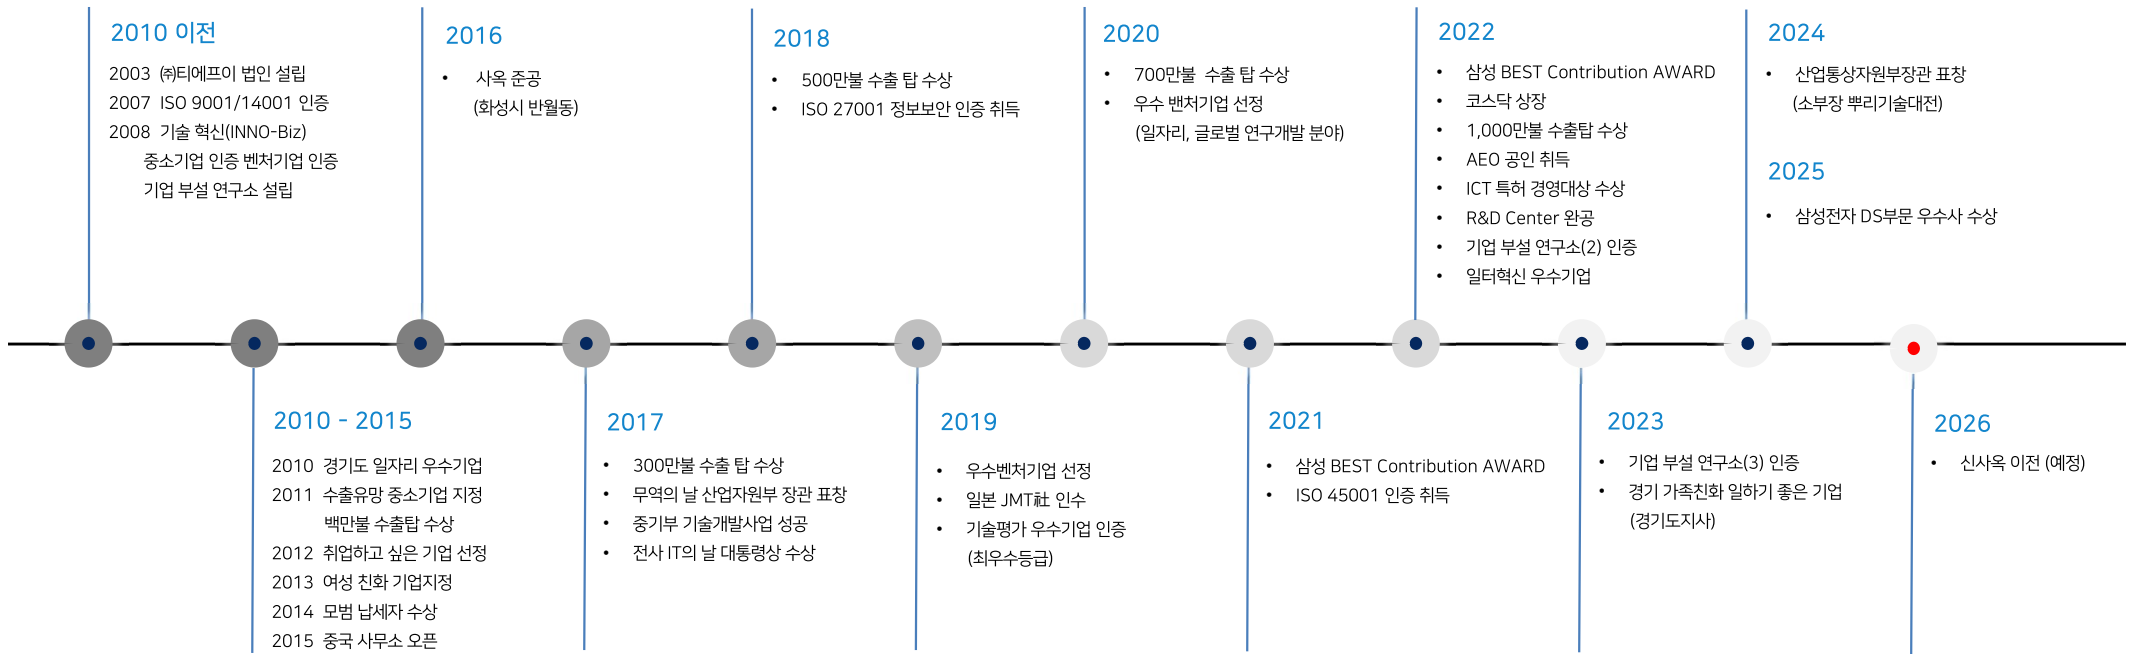 2010 이전
2003 ㈜티에프이 법인 설립
2007 ISO 9001/14001 인증
2008 기술 혁신(INNO-Biz)
중소기업 인증 벤처기업 인증
기업 부설 연구소 설립
2010 - 2015
2010 경기도 일자리 우수기업
2011 수출유망 중소기업 지정
백만불 수출탑 수상
2012 취업하고 싶은 기업 선정
2013 여성 친화 기업지정
2014 모범 납세자 수상
2015 중국 사무소 오픈
2016
• 사옥 준공
(화성시 반월동)
2017
• 300만불 수출 탑 수상
• 무역의 날 산업자원부 장관 표창
• 중기부 기술개발사업 성공
• 전사 IT의 날 대통령상 수상
2018
• 500만불 수출 탑 수상
• ISO 27001 정보보안 인증 취득
2019
• 우수벤처기업 선정
• 일본 JMT社 인수
• 기술평가 우수기업 인증
(최우수등급)
2020
• 700만불 수출 탑 수상
• 우수 밴처기업 선정
(일자리, 글로벌 연구개발 분야)
2021
• 삼성 BEST Contribution AWARD
• ISO 45001 인증 취득
2022
• 삼성 BEST Contribution AWARD
• 코스닥 상장
• 1,000만불 수출탑 수상
• AEO 공인 취득
• ICT 특허 경영대상 수상
• R&D Center 완공
• 기업 부설 연구소(2) 인증
• 일터혁신 우수기업
2023
• 기업 부설 연구소(3) 인증
• 경기 가족친화 일하기 좋은 기업
(경기도지사)
2024
• 산업통상자원부장관 표창
(소부장 뿌리기술대전)
2025
• 삼성전자 DS부문 우수사 수상
2026
• 신사옥 이전 (예정)